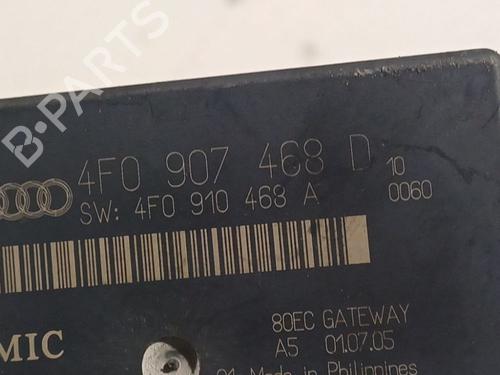 B-PARTS
4F0 907 468 D 10
SW: 4F0 910 468 A 0060
80EC GATEWAY
MIC
A5 01.07.05
Made in Philippines